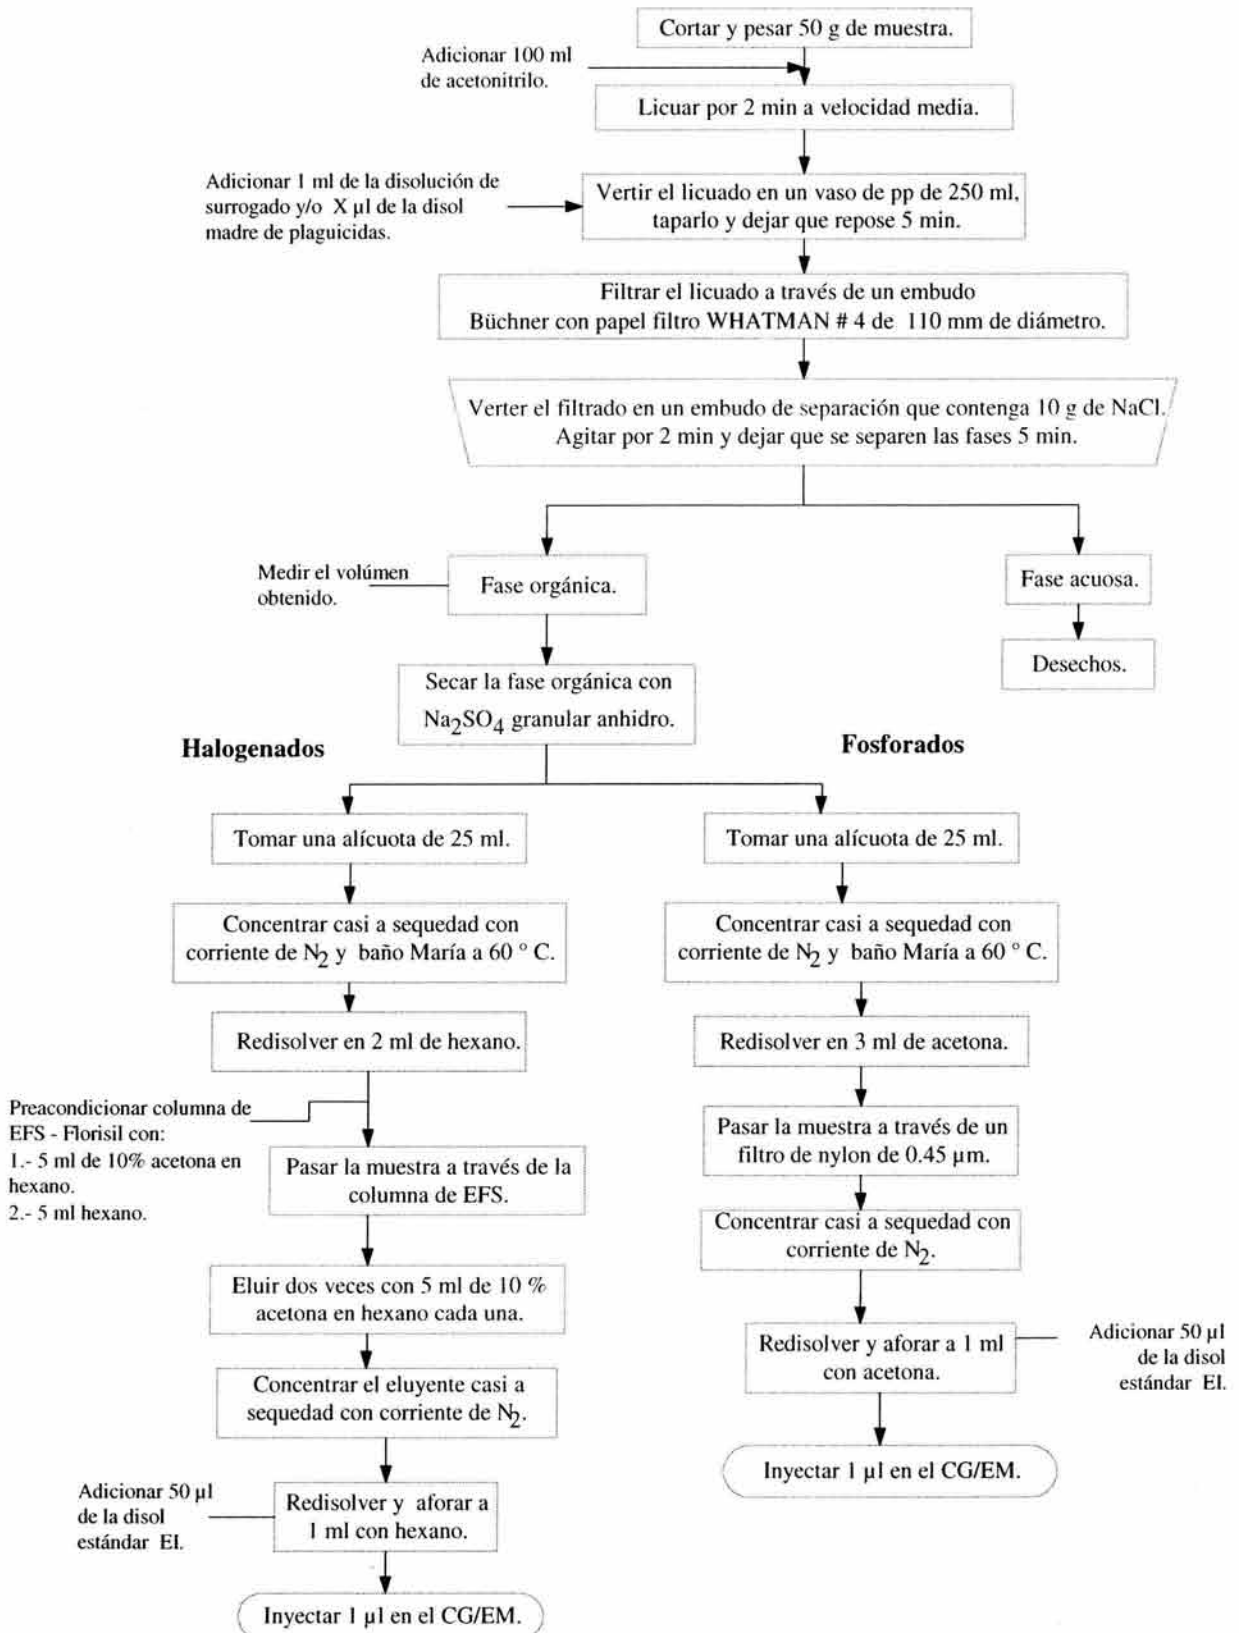 Cortar y pesar 50 g de muestra.
Adicionar 100 ml
de acetonitrilo.
Licuar por 2 min a velocidad media.
Adicionar 1 ml de la disolución de
surrogado y/o X µl de la disol
madre de plaguicidas.
Vertir el licuado en un vaso de pp de 250 ml,
taparlo y dejar que repose 5 min.
Filtrar el licuado a través de un embudo
Büchner con papel filtro WHATMAN # 4 de 110 mm de diámetro.
Verter el filtrado en un embudo de separación que contenga 10 g de NaCl.
Agitar por 2 min y dejar que se separen las fases 5 min.
Medir el volúmen
obtenido.
Fase orgánica.
Fase acuosa.
Desechos.
Secar la fase orgánica con
Na2SO4 granular anhidro.
Halogenados
Tomar una alícuota de 25 ml.
Concentrar casi a sequedad con
corriente de N2 y baño María a 60 ° C.
Redisolver en 2 ml de hexano.
Preacondicionar columna de
EFS - Florisil con:
1.- 5 ml de 10% acetona en
hexano.
2.- 5 ml hexano.
Pasar la muestra a través de la
columna de EFS.
Eluir dos veces con 5 ml de 10 %
acetona en hexano cada una.
Concentrar el eluyente casi a
sequedad con corriente de N2.
Adicionar 50 µl
de la disol
estándar EI.
Redisolver y aforar a
1 ml con hexano.
Inyectar 1 µl en el CG/EM.
Fosforados
Tomar una alícuota de 25 ml.
Concentrar casi a sequedad con
corriente de N2 y baño María a 60 ° C.
Redisolver en 3 ml de acetona.
Pasar la muestra a través de un
filtro de nylon de 0.45 µm.
Concentrar casi a sequedad con
corriente de N2.
Redisolver y aforar a 1 ml
con acetona.
Adicionar 50 µl
de la disol
estándar EI.
Inyectar 1 µl en el CG/EM.